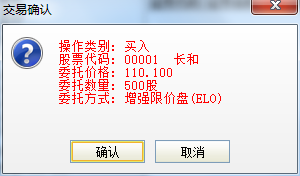 交易确认
操作类别: 买入
股票代码: 00001 长和
委托价格: 110.100
委托数量: 500股
委托方式: 增强限价盘(ELO)
确认
取消